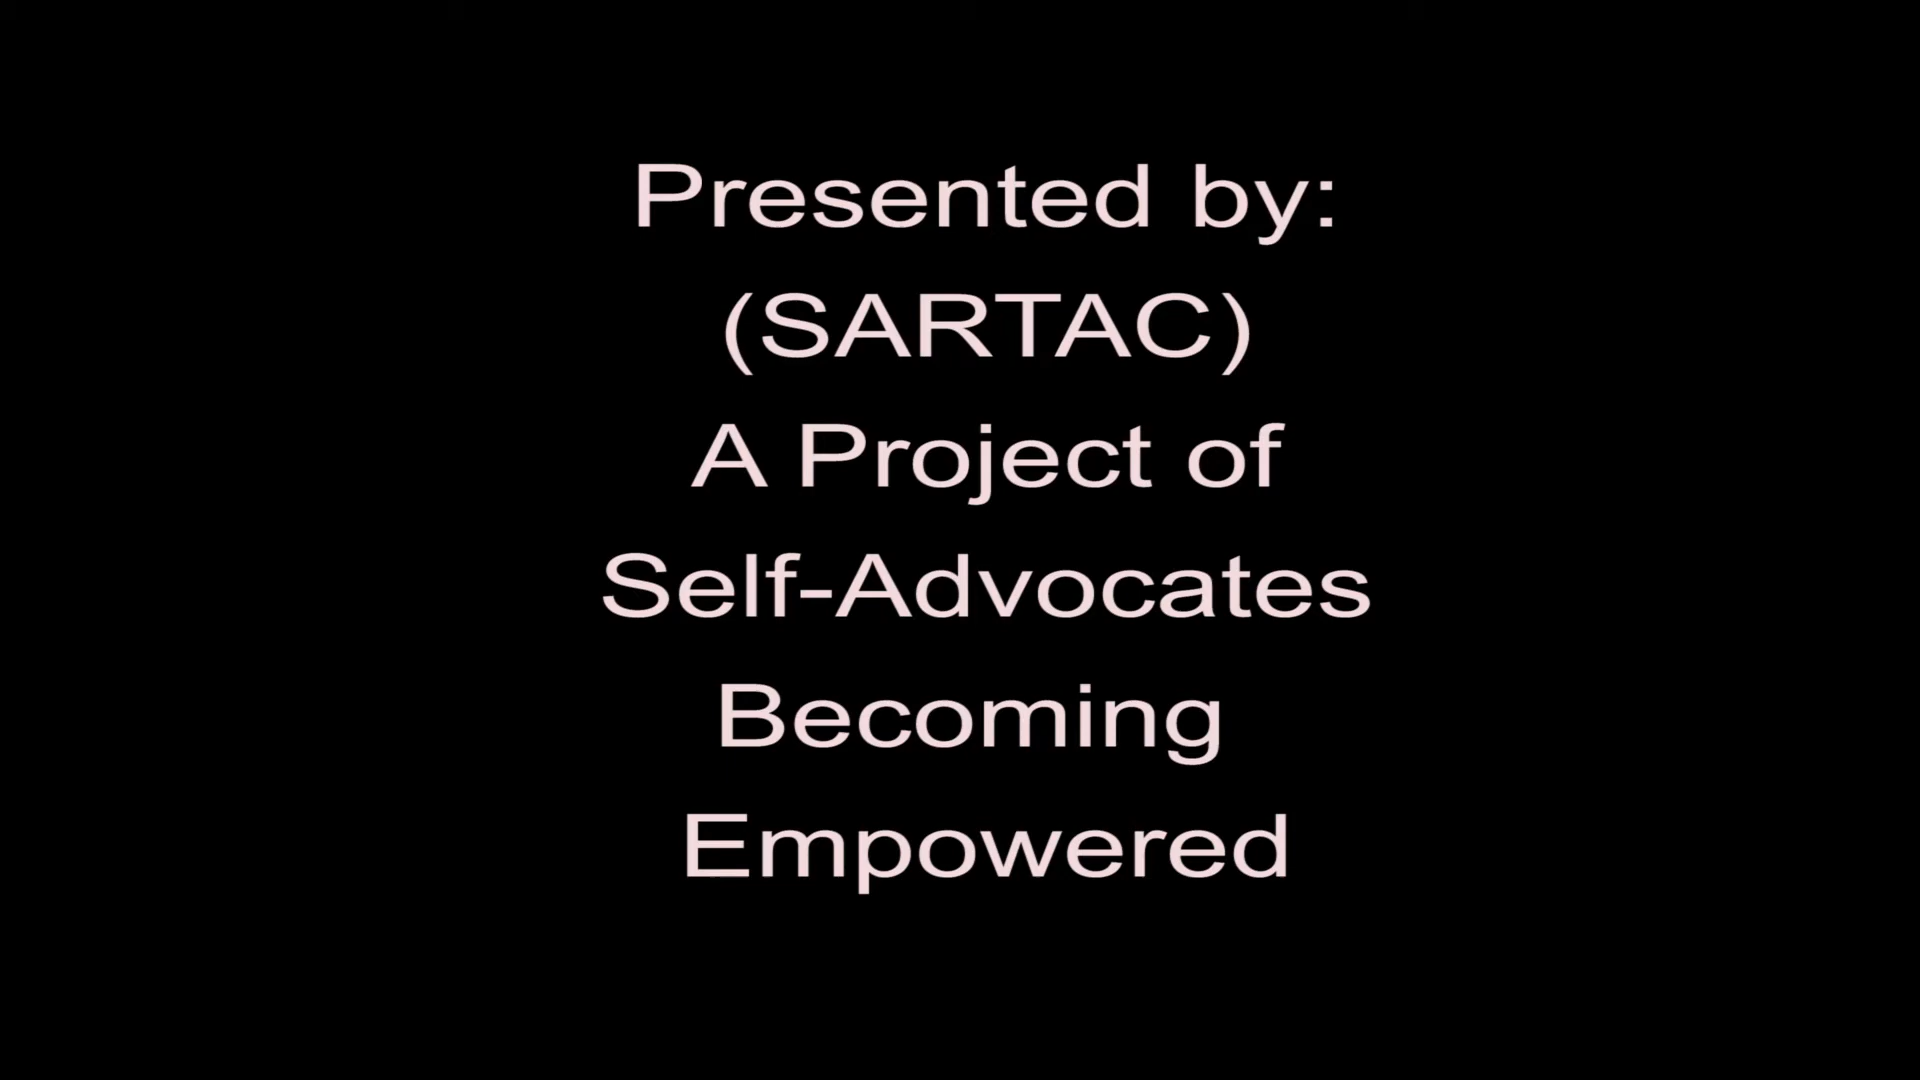 Presented by:
(SARTAC)
A Project of
Self-Advocates
Becoming
Empowered